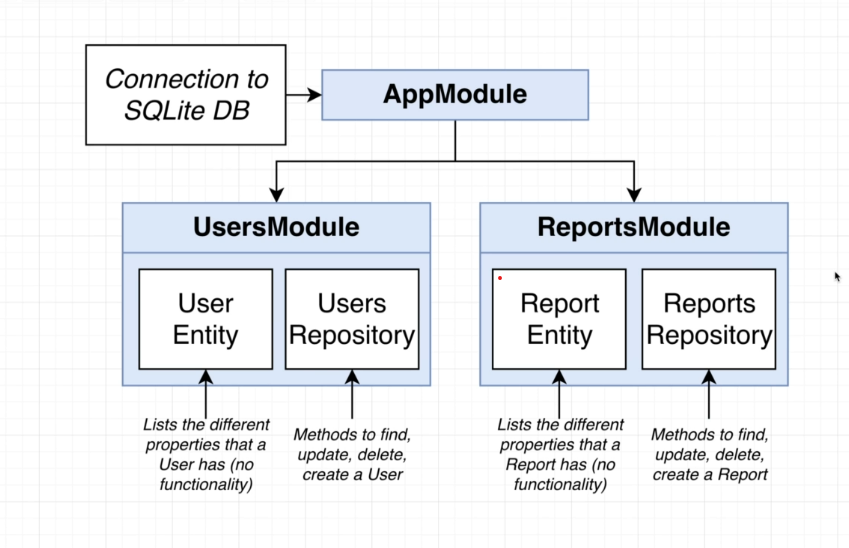 Connection to
SQLite DB
AppModule
UsersModule
ReportsModule
User
Entity
Users
Repository
Report
Entity
Reports
Repository
Lists the different
properties that a
User has (no
functionality)
Methods to find,
update, delete,
create a User
Lists the different
properties that a
Report has (no
functionality)
Methods to find,
update, delete,
create a Report